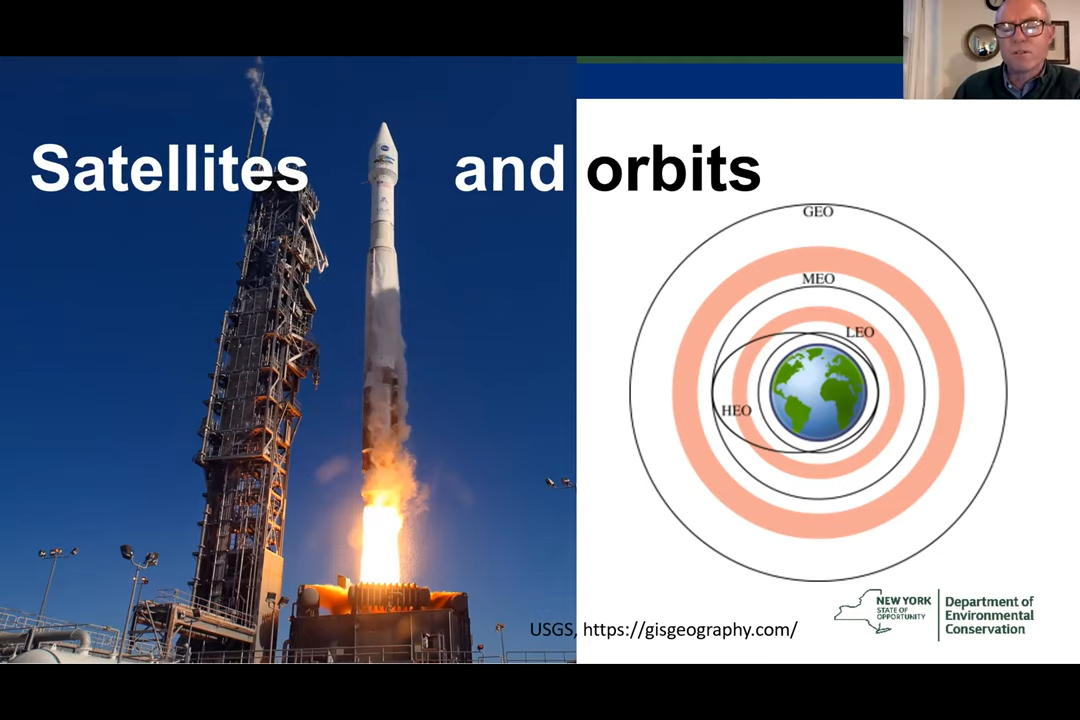 Satellites and orbits
GEO
MEO
LEO
HEO
USGS, https://gisgeography.com/
NEW YORK
STATE OF
OPPORTUNITY
Department of
Environmental
Conservation